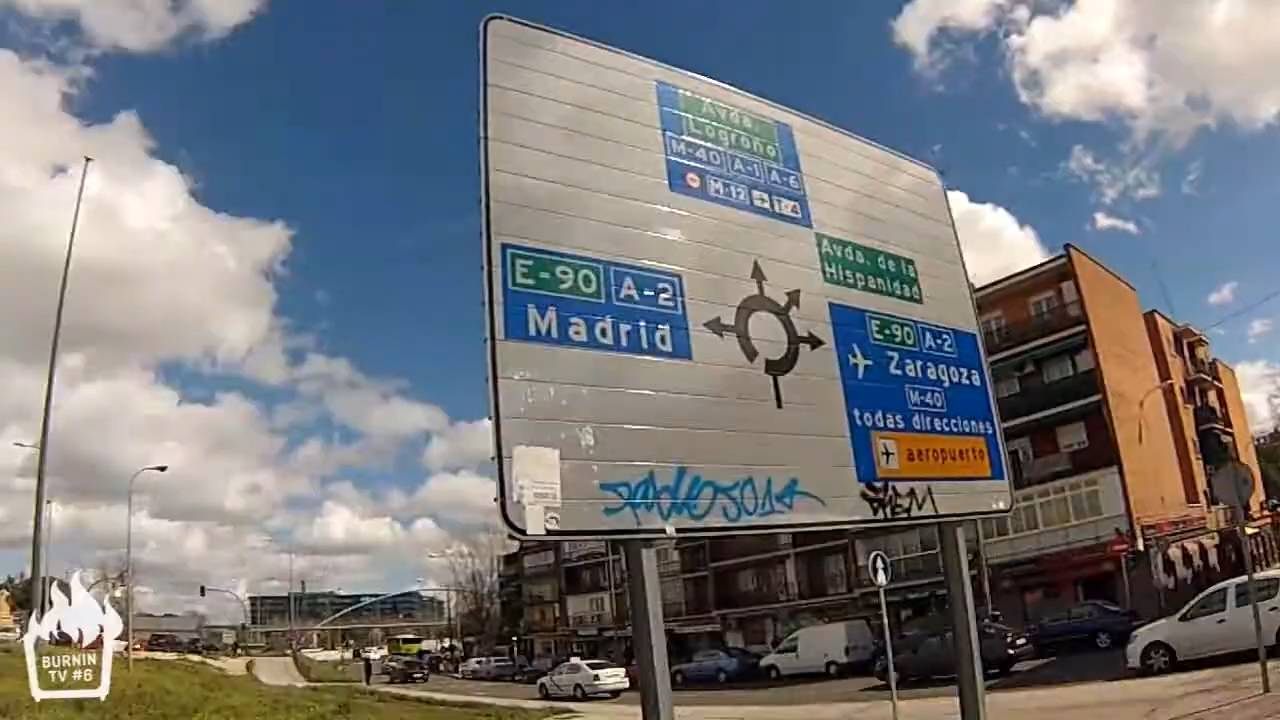 Avda.
Logroño
M-40 A-1 A-6
M-12 T-4
Avda. de la
Hispanidad
E-90 A-2
Madrid
E-90 A-2
Zaragoza
M-40
todas direcciones
aeropuerto
BURNIN
TV #6